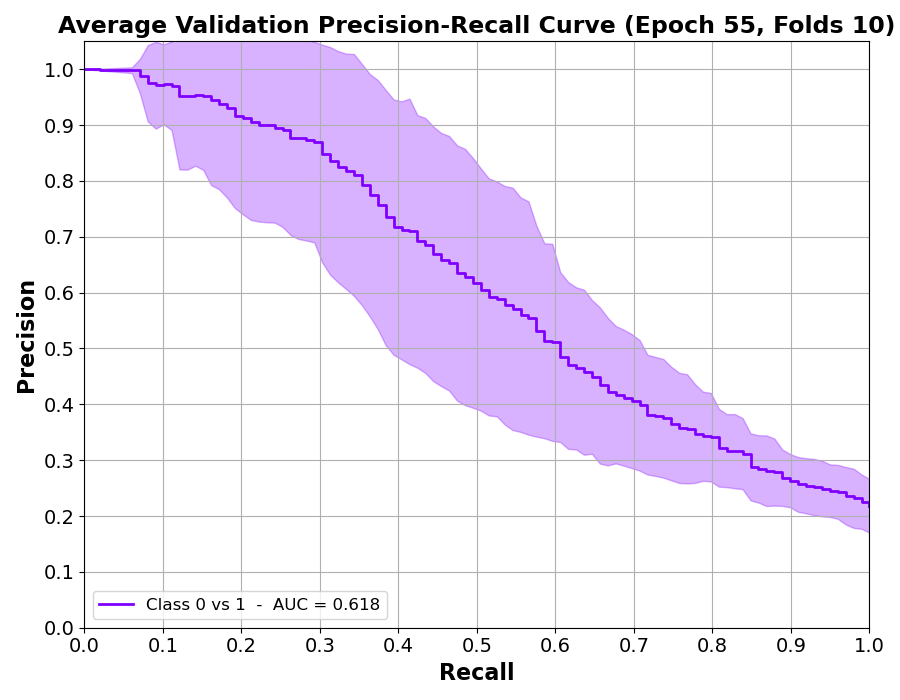 Average Validation Precision-Recall Curve (Epoch 55, Folds 10)
1.0
0.9
0.8
0.7
0.6
0.5
0.4
0.3
0.2
0.1
0.0
Precision
Class 0 vs 1 - AUC = 0.618
0.0 0.1 0.2 0.3 0.4 0.5 0.6 0.7 0.8 0.9 1.0
Recall